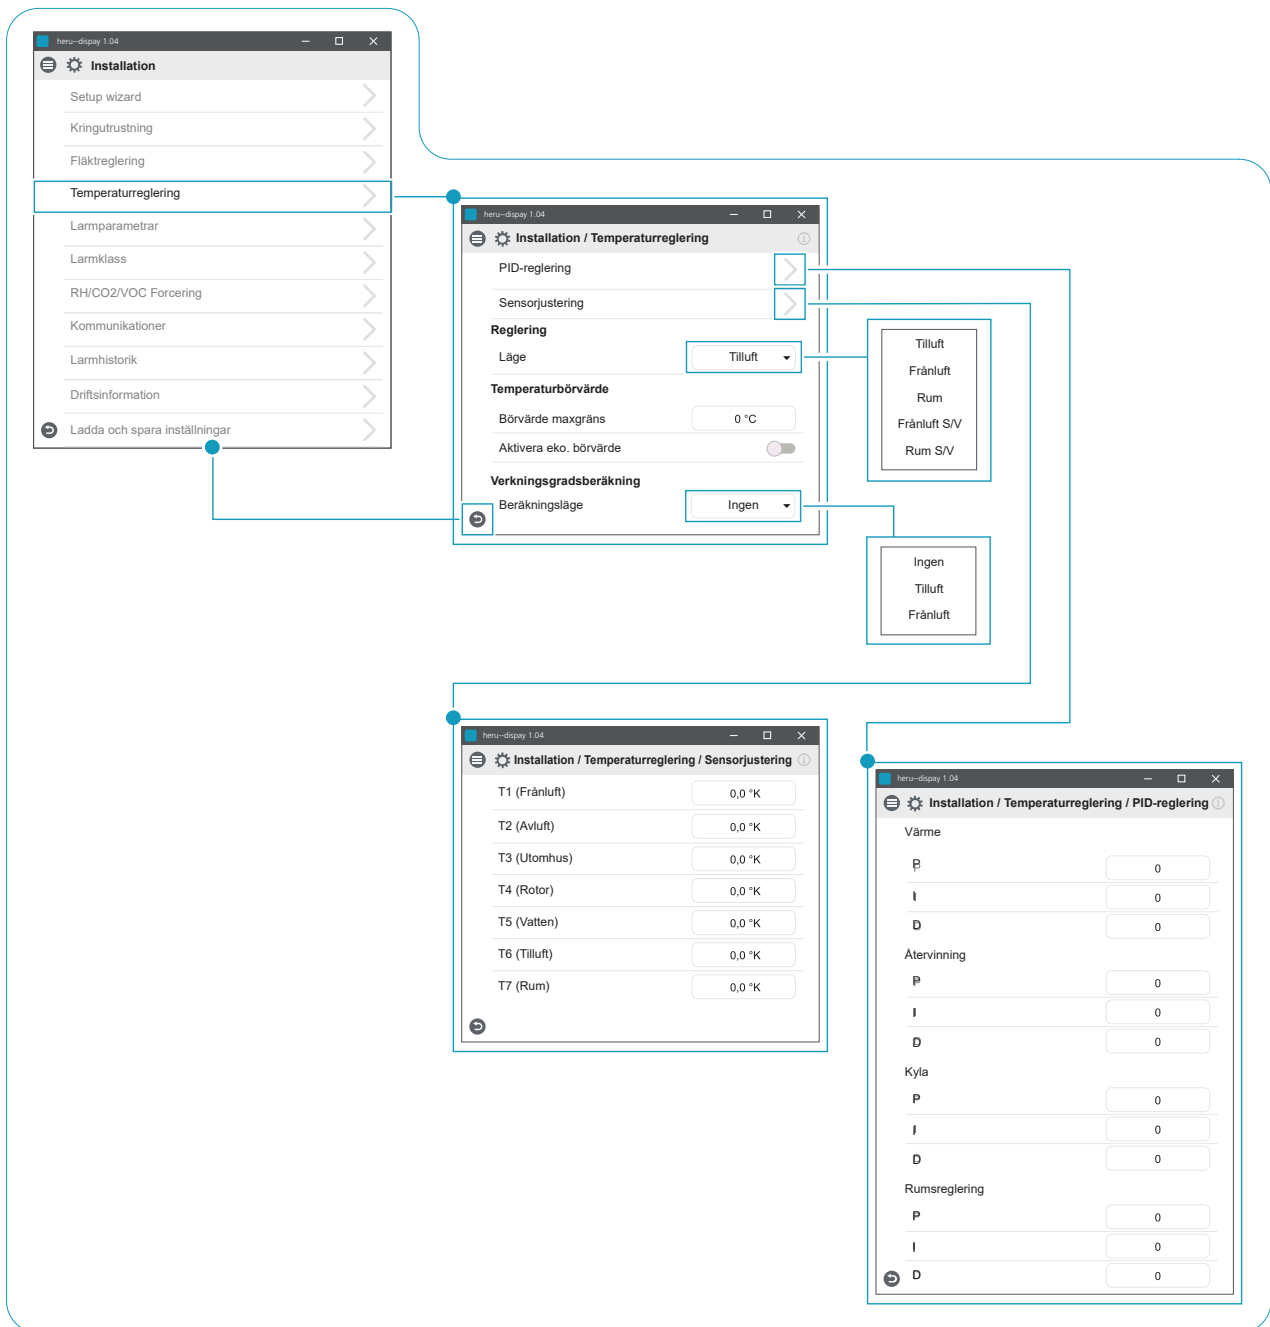 heru--dispay 1.04
Installation
Setup wizard
Kringutrustning
Fläktreglering
Temperaturreglering
Larmparametrar
Larmklass
RH/CO2/VOC Forcering
Kommunikationer
Larmhistorik
Driftsinformation
Ladda och spara inställningar
heru--dispay 1.04
Installation / Temperaturreglering
PID-reglering
Sensorjustering
Reglering
Läge Tilluft
Temperaturbörvärde
Börvärde maxgräns 0 °C
Aktivera eko. börvärde
Verkningsgradsberäkning
Beräkningsläge Ingen
Tilluft
Frånluft
Rum
Frånluft S/V
Rum S/V
Ingen
Tilluft
Frånluft
heru--dispay 1.04
Installation / Temperaturreglering / Sensorjustering
T1 (Frånluft) 0,0 °K
T2 (Avluft) 0,0 °K
T3 (Utomhus) 0,0 °K
T4 (Rotor) 0,0 °K
T5 (Vatten) 0,0 °K
T6 (Tilluft) 0,0 °K
T7 (Rum) 0,0 °K
heru--dispay 1.04
Installation / Temperaturreglering / PID-reglering
Värme
P 0
I 0
D 0
Återvinning
P 0
I 0
D 0
Kyla
P 0
I 0
D 0
Rumsreglering
P 0
I 0
D 0